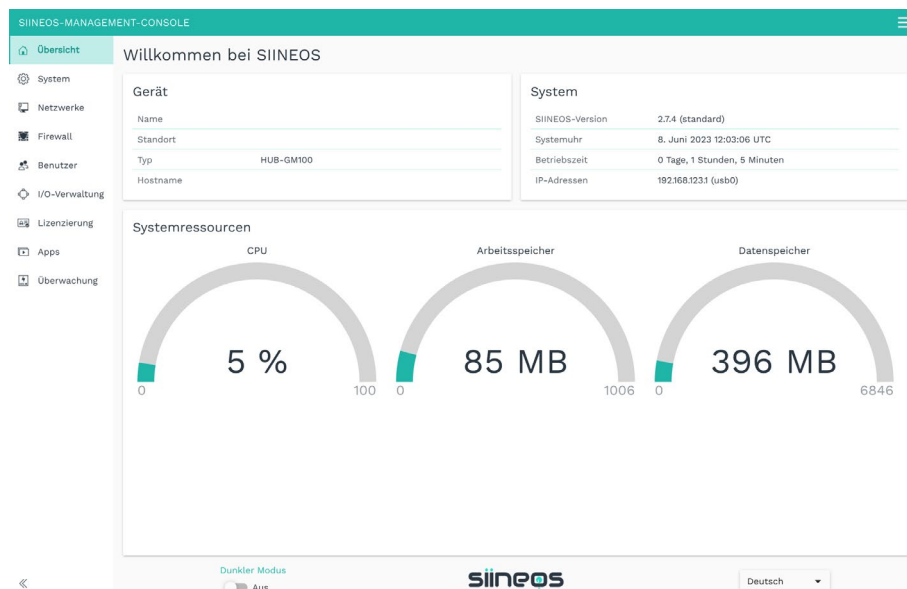 SIINEOS-MANAGEMENT-CONSOLE
Übersicht
System
Netzwerke
Firewall
Benutzer
I/O-Verwaltung
Lizenzierung
Apps
Überwachung
Willkommen bei SIINEOS
Gerät
Name
Standort
Typ HUB-GM100
Hostname
System
SIINEOS-Version 2.7.4 (standard)
Systemuhr 8. Juni 2023 12:03:06 UTC
Betriebszeit 0 Tage, 1 Stunden, 5 Minuten
IP-Adressen 192.168.123.1 (usb0)
Systemressourcen
CPU
5 %
0 100
Arbeitsspeicher
85 MB
0 1006
Datenspeicher
396 MB
0 6846
Dunkler Modus
Aus
siineos
Deutsch